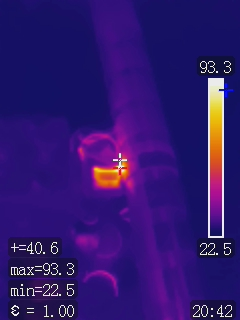 93.3
22.5
+=40.6
max=93.3
min=22.5
ε = 1.00
20:42